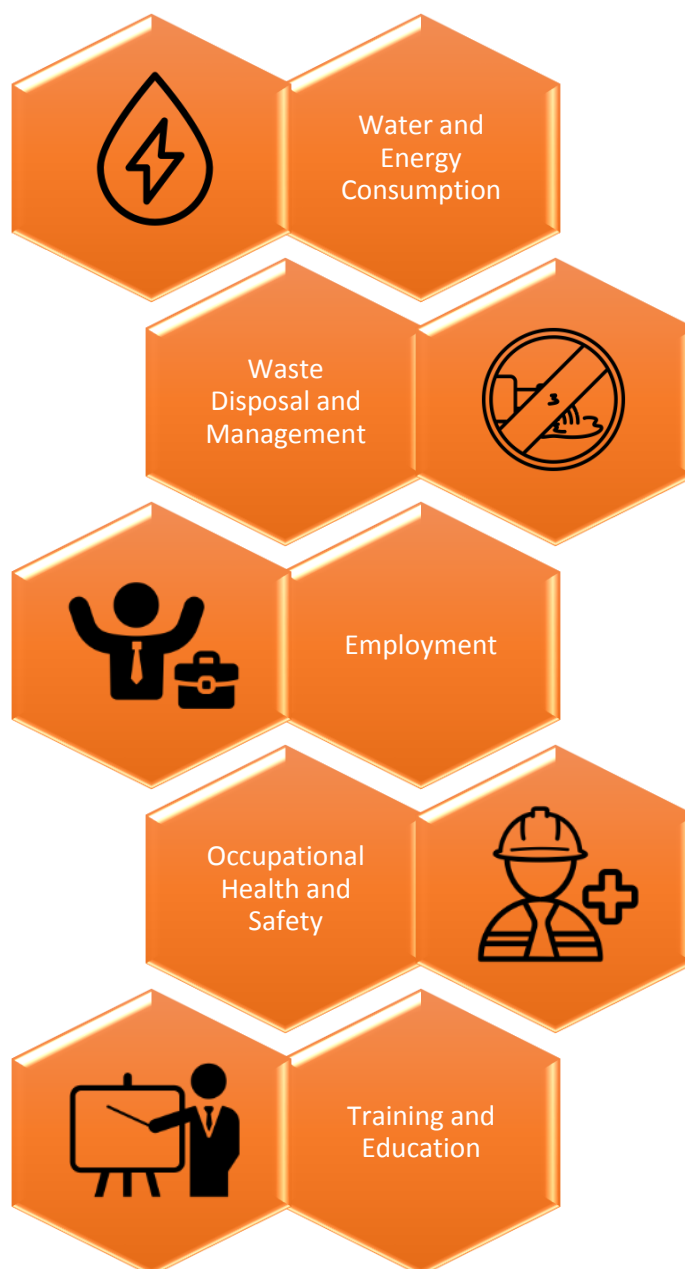 Water and
Energy
Consumption
Waste
Disposal and
Management
Employment
Occupational
Health and
Safety
Training and
Education